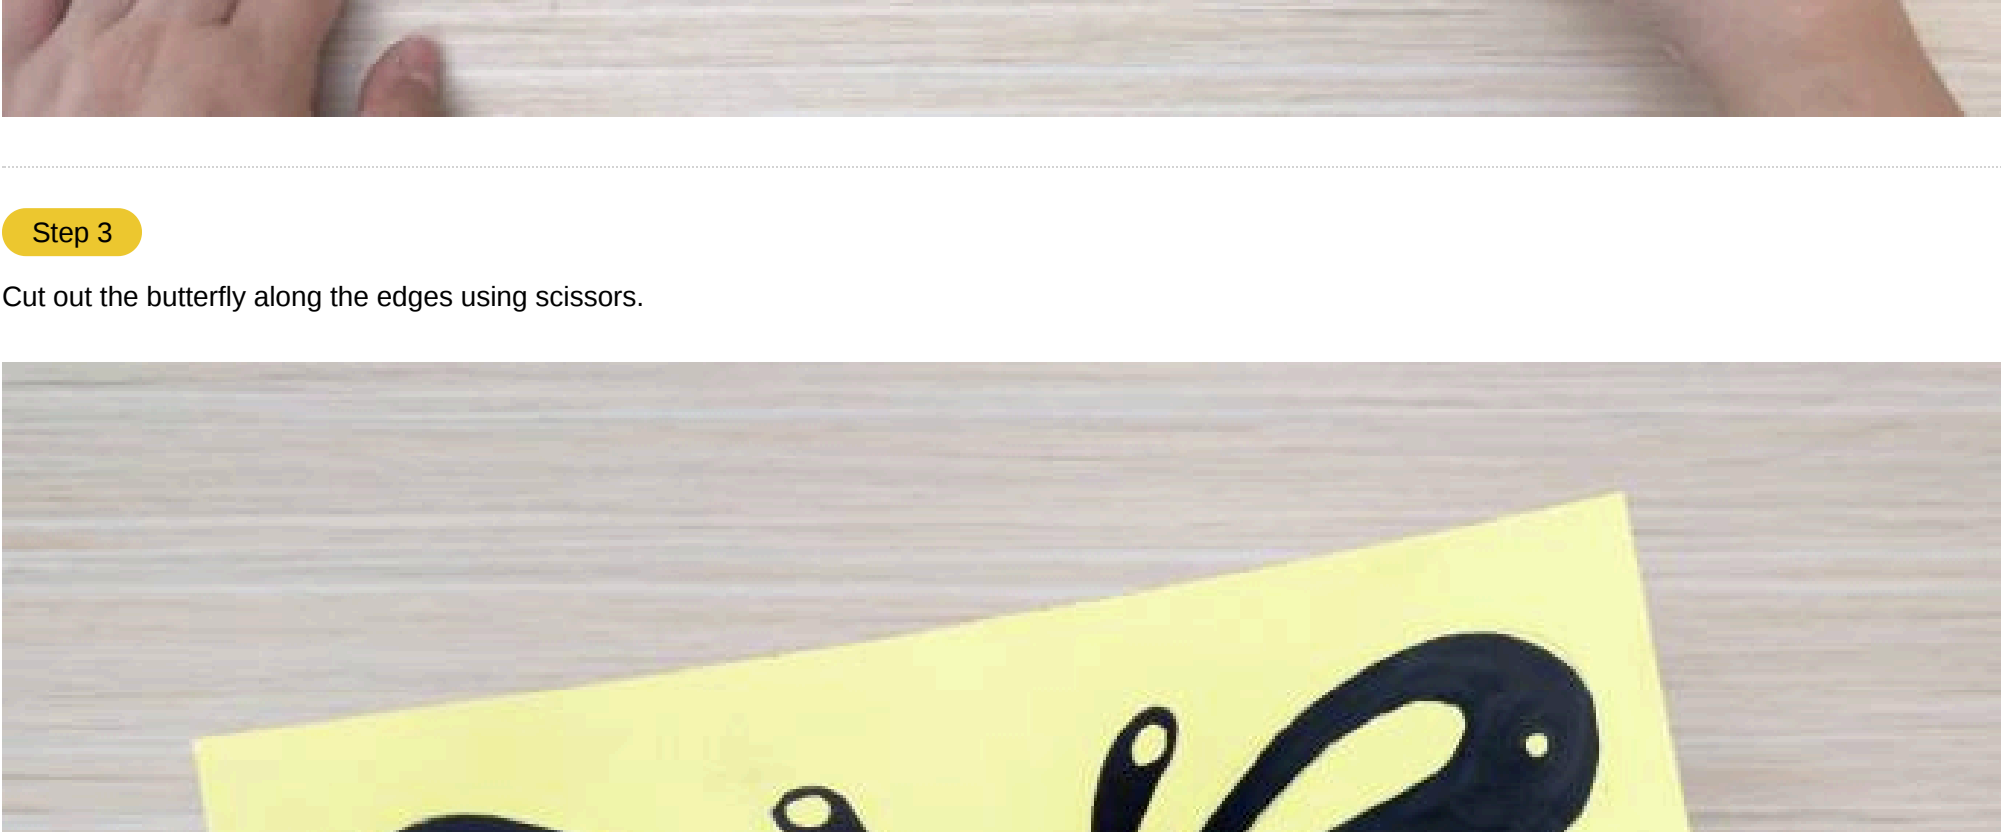 Step 3
Cut out the butterfly along the edges using scissors.